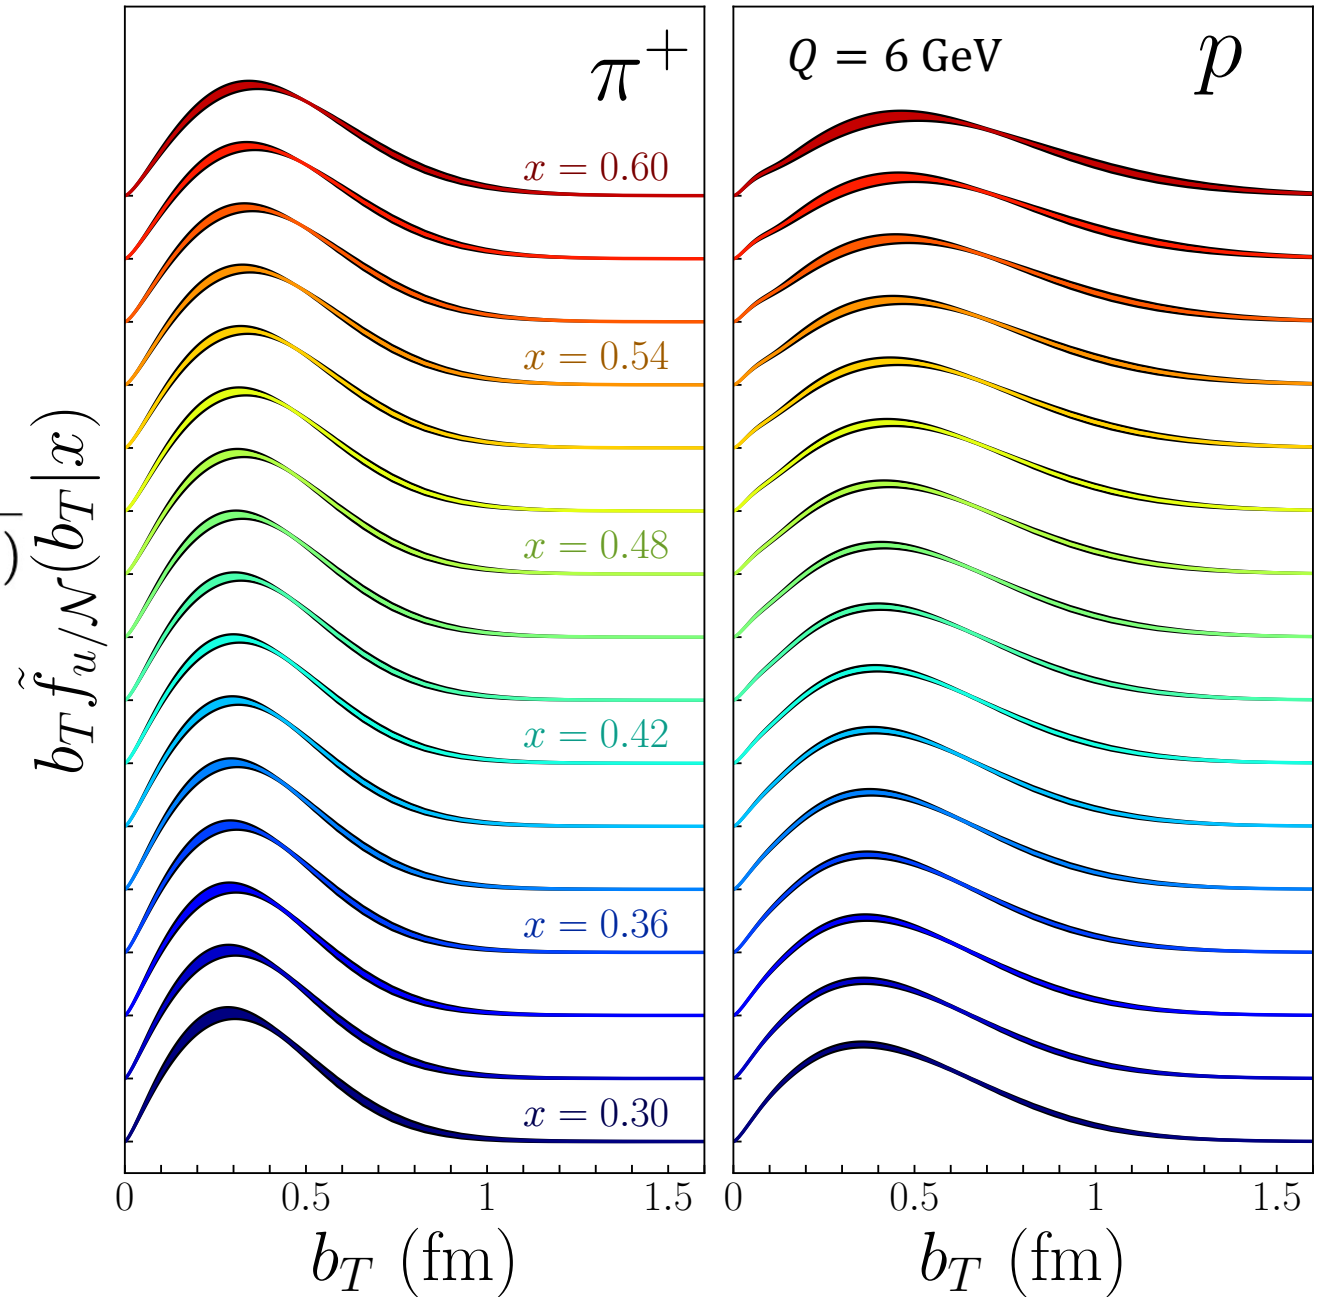 π⁺
Q = 6 GeV
p
x = 0.60
x = 0.54
x = 0.48
x = 0.42
x = 0.36
x = 0.30
b_T f̃_{u/𝒩}(b_T|x)
)
0 0.5 1 1.5
0 0.5 1 1.5
b_T (fm)
b_T (fm)